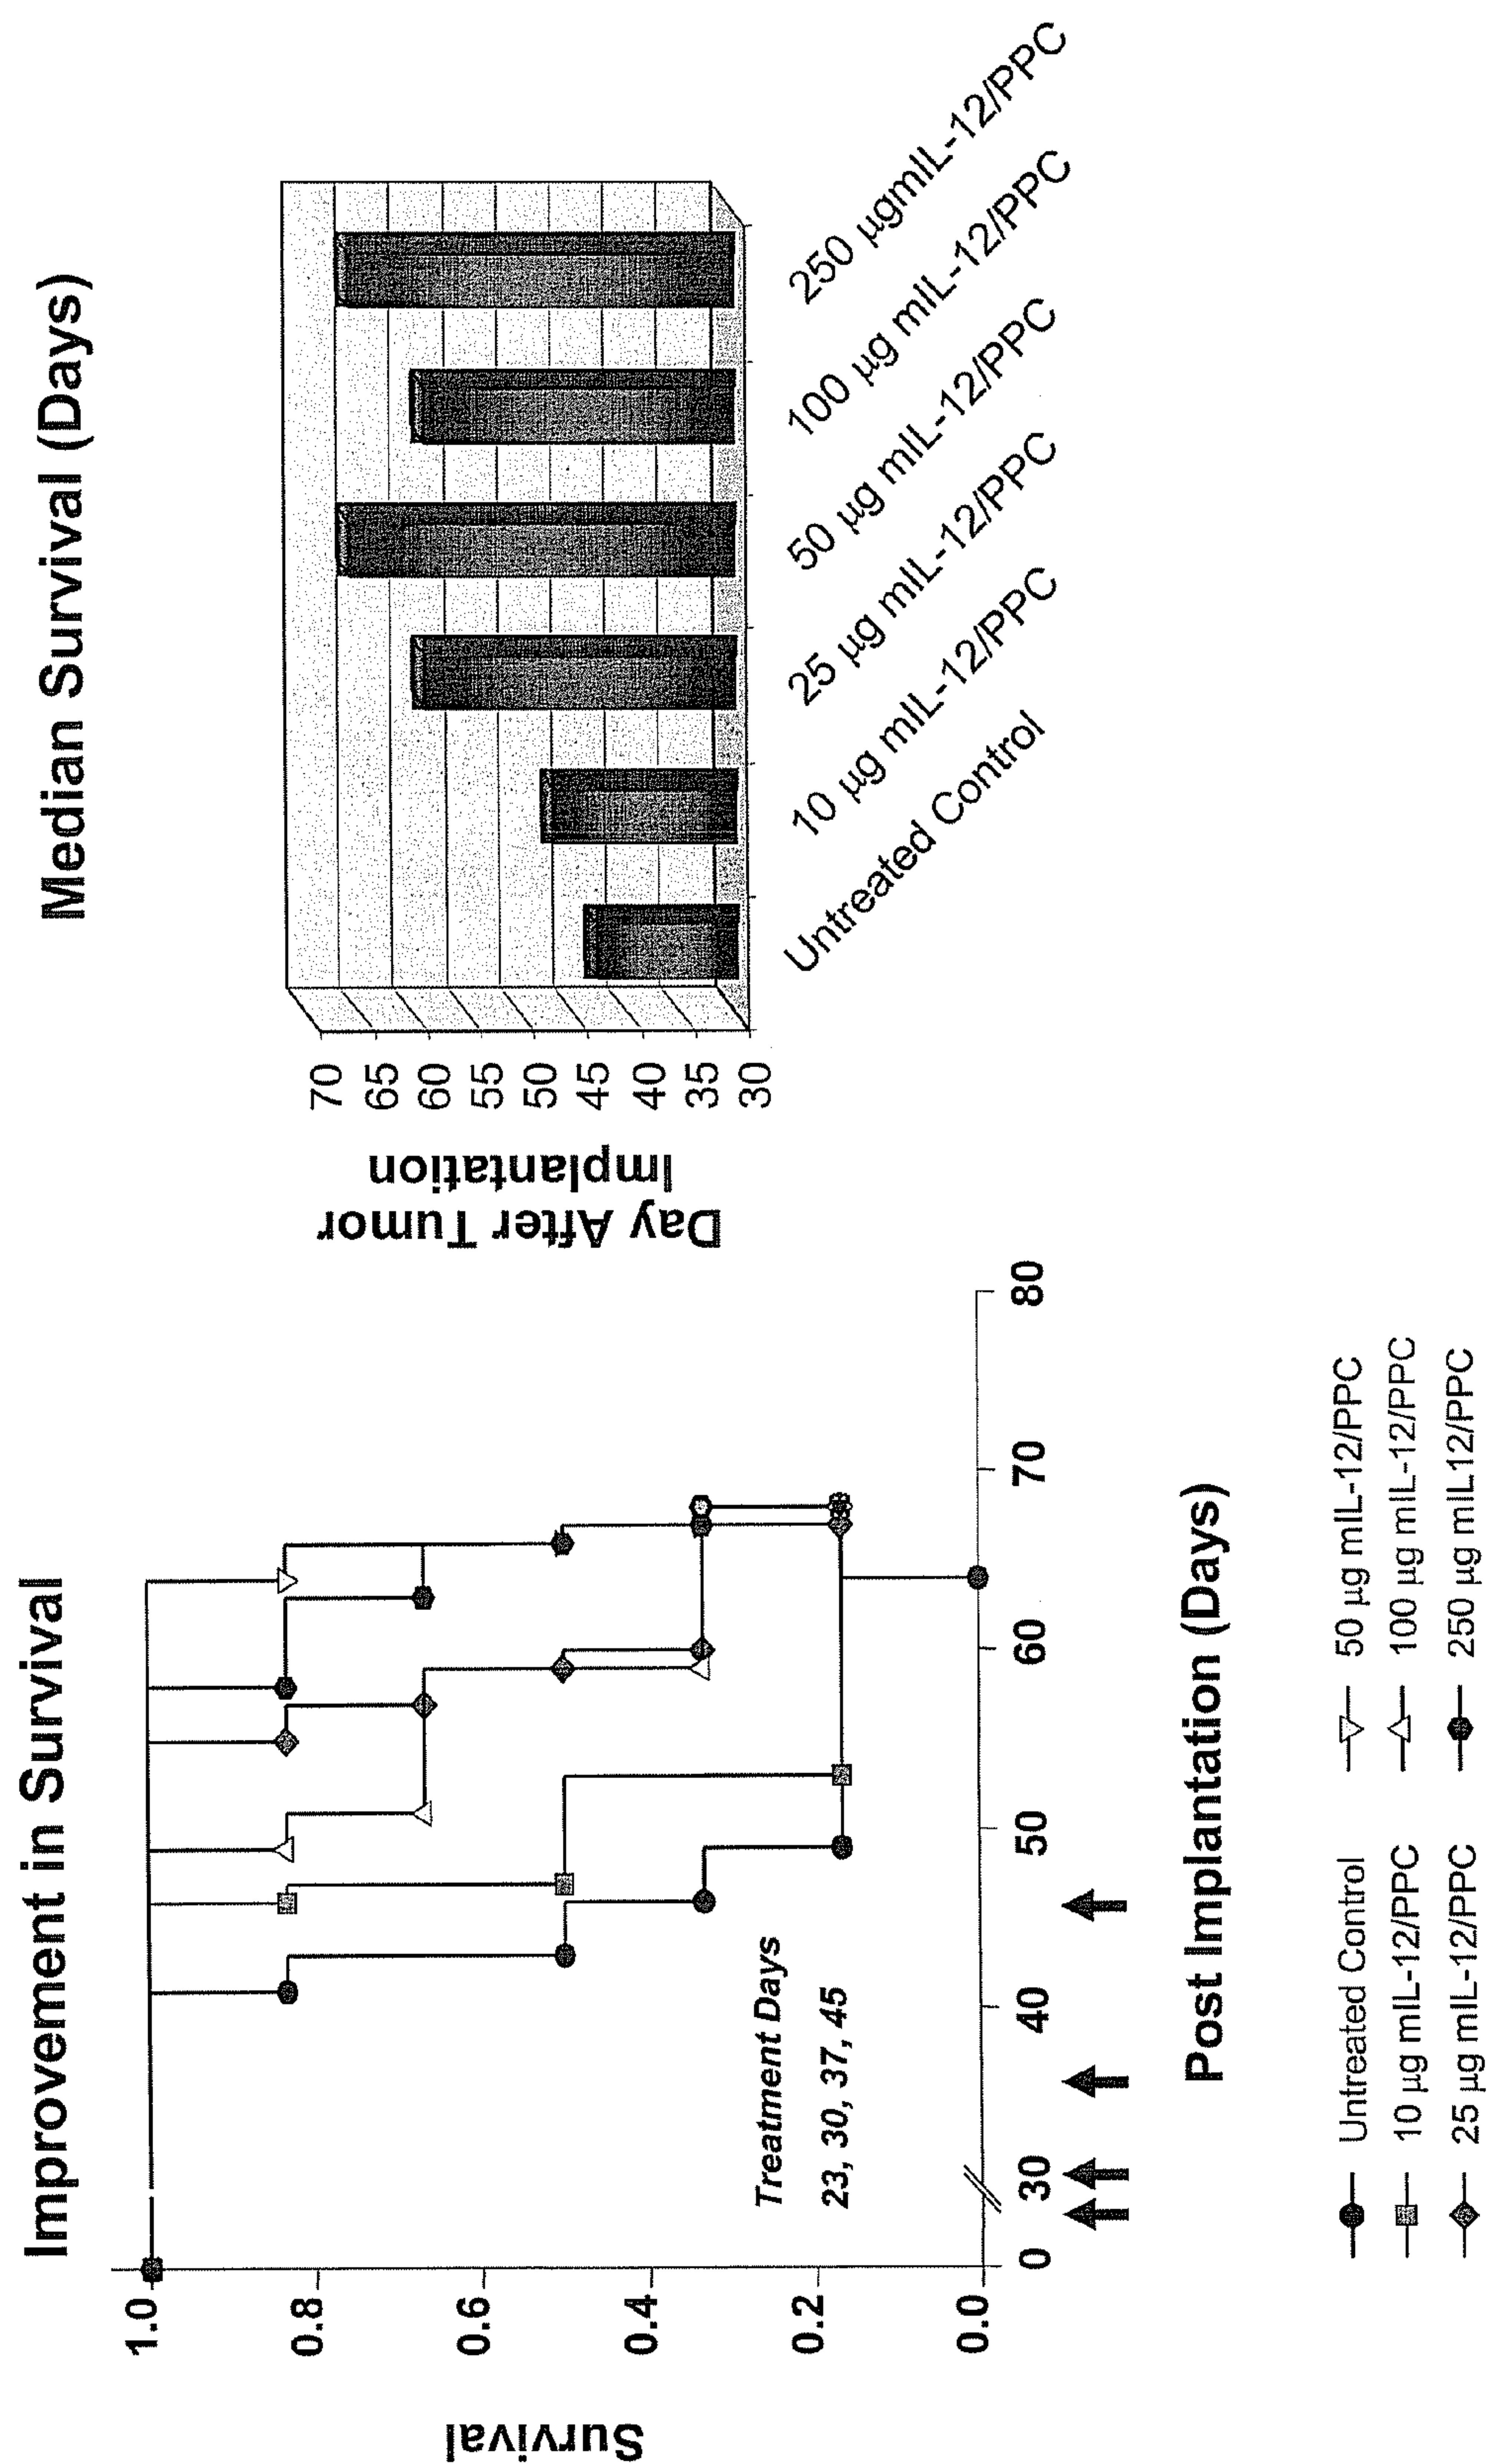 Improvement in Survival
Survival
1.0
0.8
0.6
0.4
0.2
0.0
Treatment Days
23, 30, 37, 45
0 30 40 50 60 70 80
Post Implantation (Days)
Untreated Control
10 µg mIL-12/PPC
25 µg mIL-12/PPC
50 µg mIL-12/PPC
100 µg mIL-12/PPC
250 µg mIL12/PPC
Median Survival (Days)
Day After Tumor
Implantation
70
65
60
55
50
45
40
35
30
Untreated Control
10 µg mIL-12/PPC
25 µg mIL-12/PPC
50 µg mIL-12/PPC
100 µg mIL-12/PPC
250 µgmIL-12/PPC